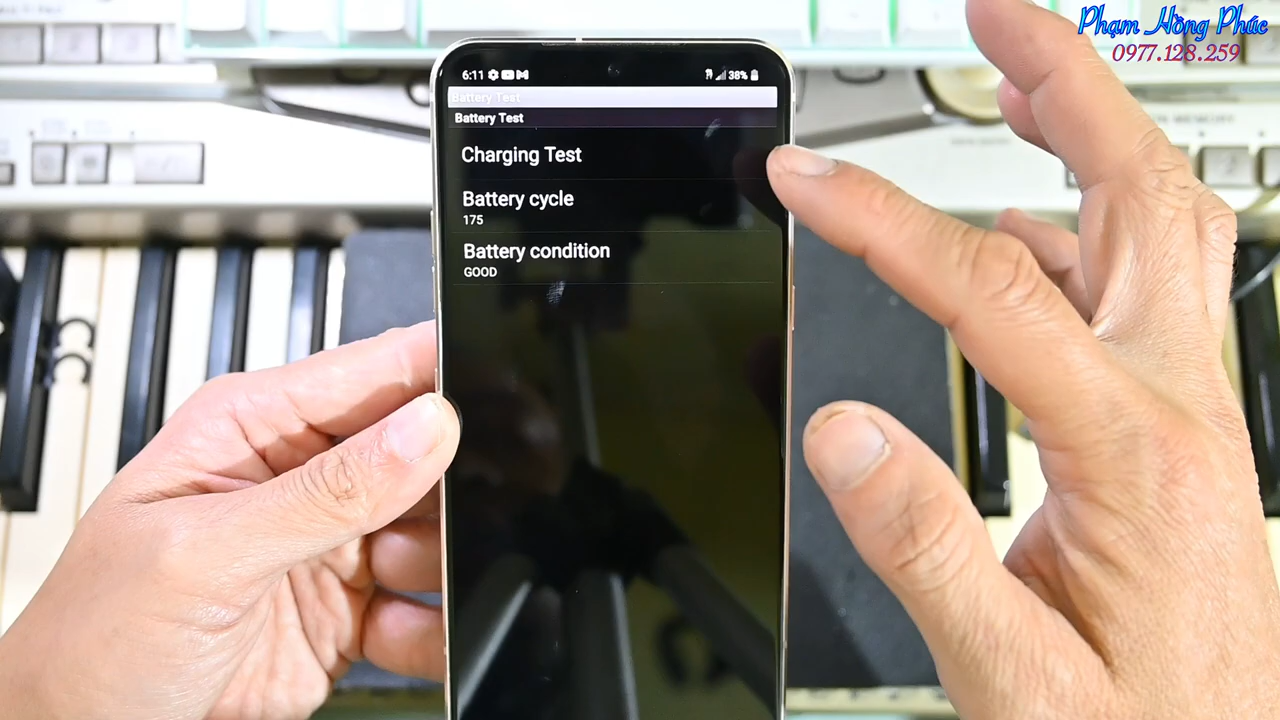 Phạm Hồng Phúc
0977.128.259
6:11
38%
Battery Test
Battery Test
Charging Test
Battery cycle
175
Battery condition
GOOD